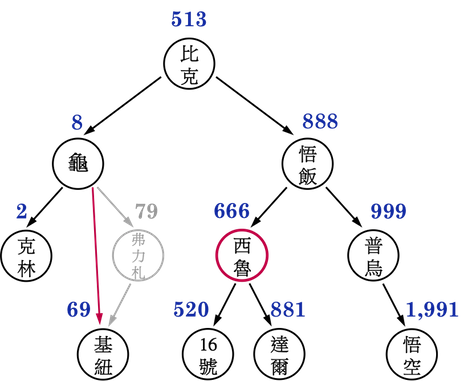 513
比
克
8
888
龜
悟
飯
2
79
666
999
克
林
弗
力
札
西
魯
普
烏
69
520
881
1,991
基
紐
16
號
達
爾
悟
空